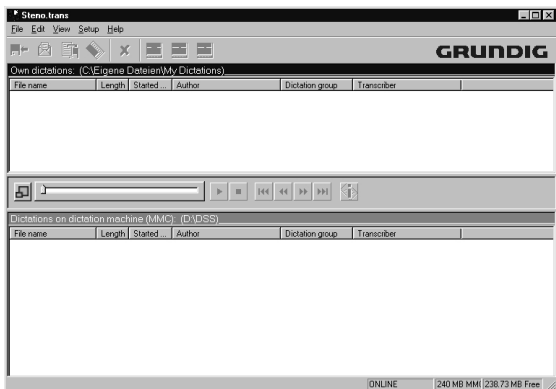 Steno.trans
File Edit View Setup Help
GRUNDIG
Own dictations: (C:\Eigene Dateien\My Dictations)
File name Length Started ... Author Dictation group Transcriber
Dictations on dictation machine (MMC): (D:\DSS)
File name Length Started ... Author Dictation group Transcriber
ONLINE 240 MB MM( 238.73 MB Free